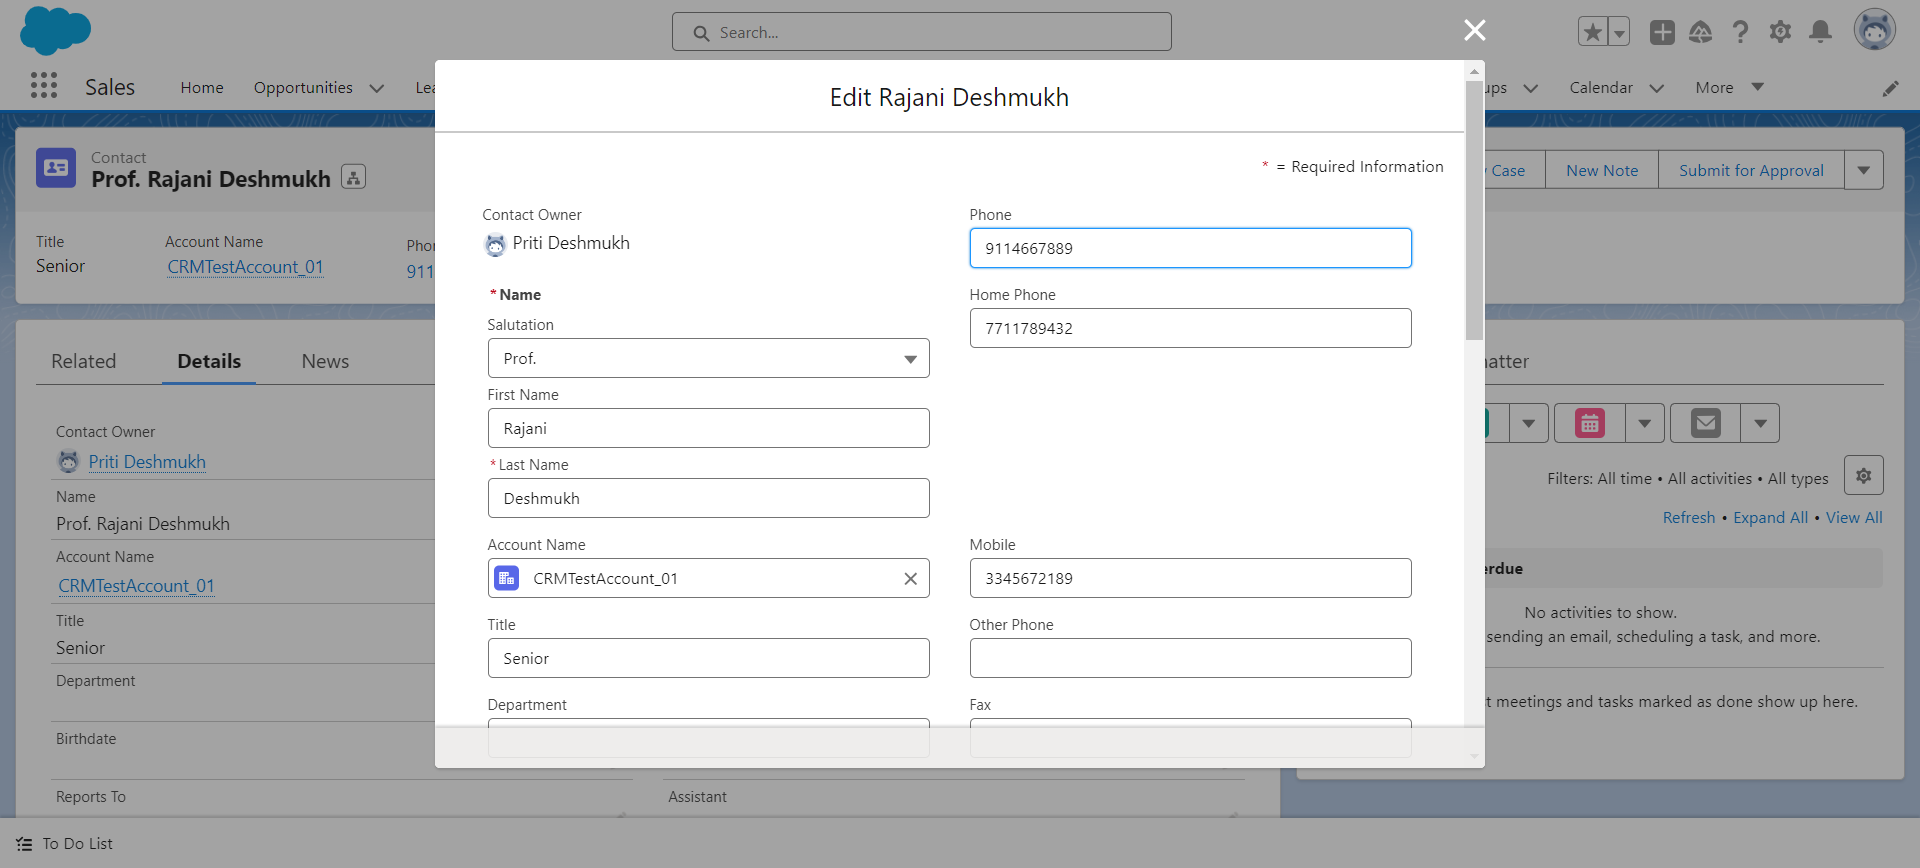 Search...
Sales
Home
Opportunities
Lea
ups
Calendar
More
Edit Rajani Deshmukh
* = Required Information
Contact
Prof. Rajani Deshmukh
Case
New Note
Submit for Approval
Title
Senior
Account Name
CRMTestAccount_01
Phon
911
Contact Owner
Priti Deshmukh
Phone
9114667889
*Name
Salutation
Prof.
Home Phone
7711789432
First Name
Rajani
*Last Name
Deshmukh
Account Name
CRMTestAccount_01
Mobile
3345672189
Title
Senior
Other Phone
Department
Fax
Related
Details
News
Contact Owner
Priti Deshmukh
Name
Prof. Rajani Deshmukh
Account Name
CRMTestAccount_01
Title
Senior
Department
Birthdate
Reports To
Assistant
atter
Filters: All time • All activities • All types
Refresh • Expand All • View All
erdue
No activities to show.
sending an email, scheduling a task, and more.
t meetings and tasks marked as done show up here.
To Do List